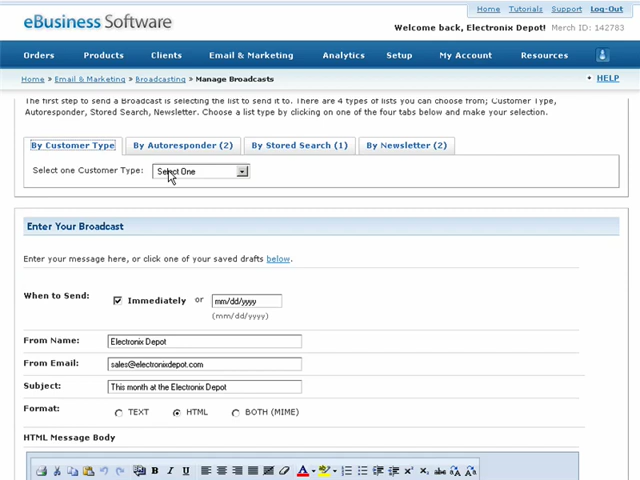 Home Tutorials Support Log-Out
eBusiness Software
Welcome back, Electronix Depot! Merch ID: 142783
Orders Products Clients Email & Marketing Analytics Setup My Account Resources
Home » Email & Marketing » Broadcasting » Manage Broadcasts HELP
The first step to send a Broadcast is selecting the list to send it to. There are 4 types of lists you can choose from; Customer Type,
Autoresponder, Stored Search, Newsletter. Choose a list type by clicking on one of the four tabs below and make your selection.
By Customer Type By Autoresponder (2) By Stored Search (1) By Newsletter (2)
Select one Customer Type: Select One
Enter Your Broadcast
Enter your message here, or click one of your saved drafts below.
When to Send: Immediately or mm/dd/yyyy
(mm/dd/yyyy)
From Name: Electronix Depot
From Email: sales@electronixdepot.com
Subject: This month at the Electronix Depot
Format: TEXT HTML BOTH (MIME)
HTML Message Body
B I U